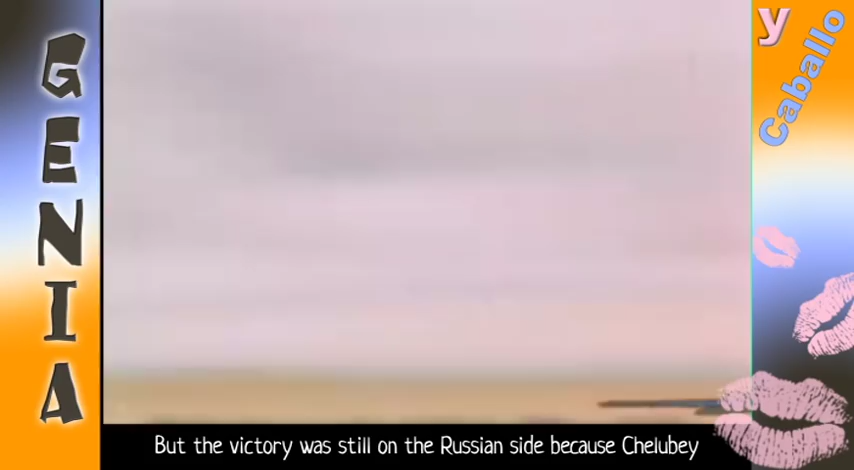 GENIA
y
Caballo
But the victory was still on the Russian side because Chelubey